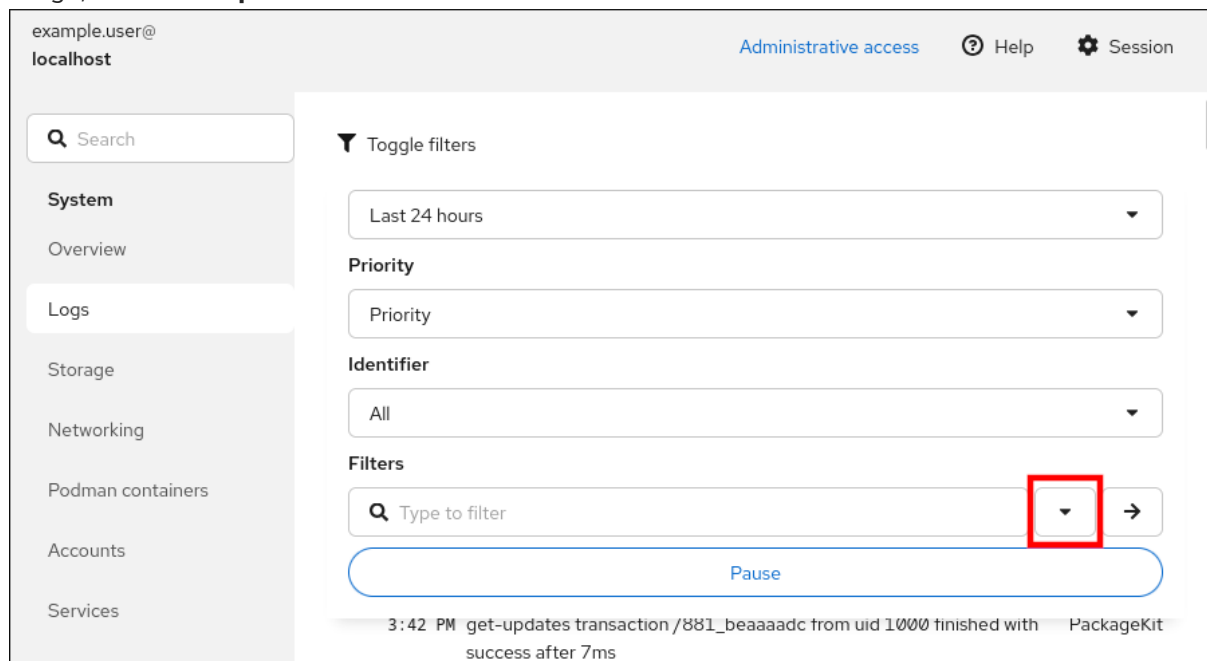 example.user@
localhost
Administrative access
Help
Session
Search
System
Overview
Logs
Storage
Networking
Podman containers
Accounts
Services
Toggle filters
Last 24 hours
Priority
Priority
Identifier
All
Filters
Type to filter
Pause
3:42 PM get-updates transaction /881_beaaaadc from uid 1000 finished with PackageKit
success after 7ms